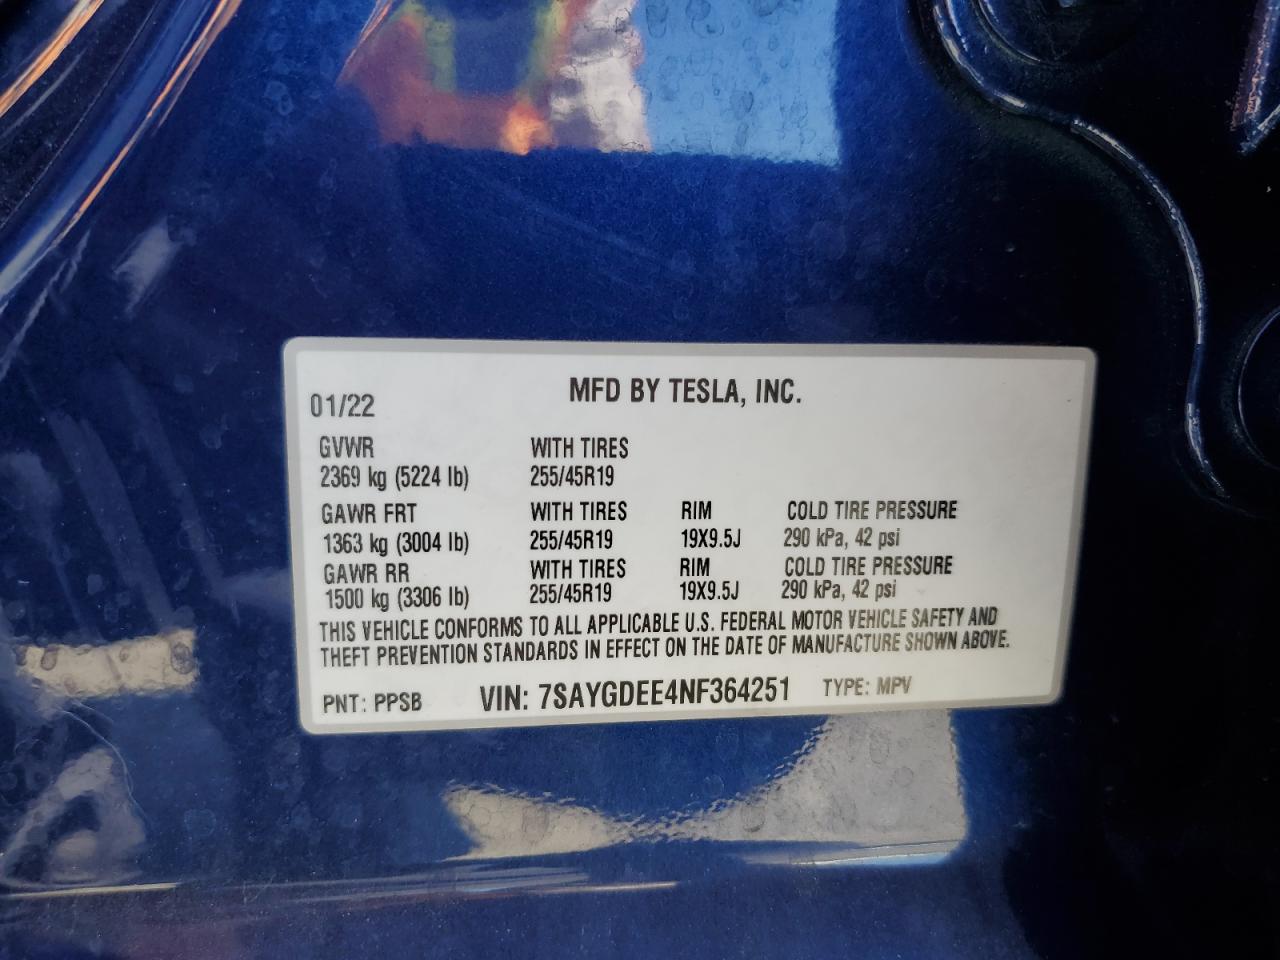 MFD BY TESLA, INC.
01/22
GVWR WITH TIRES
2369 kg (5224 lb) 255/45R19
GAWR FRT WITH TIRES RIM COLD TIRE PRESSURE
1363 kg (3004 lb) 255/45R19 19X9.5J 290 kPa, 42 psi
GAWR RR WITH TIRES RIM COLD TIRE PRESSURE
1500 kg (3306 lb) 255/45R19 19X9.5J 290 kPa, 42 psi
THIS VEHICLE CONFORMS TO ALL APPLICABLE U.S. FEDERAL MOTOR VEHICLE SAFETY AND
THEFT PREVENTION STANDARDS IN EFFECT ON THE DATE OF MANUFACTURE SHOWN ABOVE.
PNT: PPSB VIN: 7SAYGDEE4NF364251 TYPE: MPV